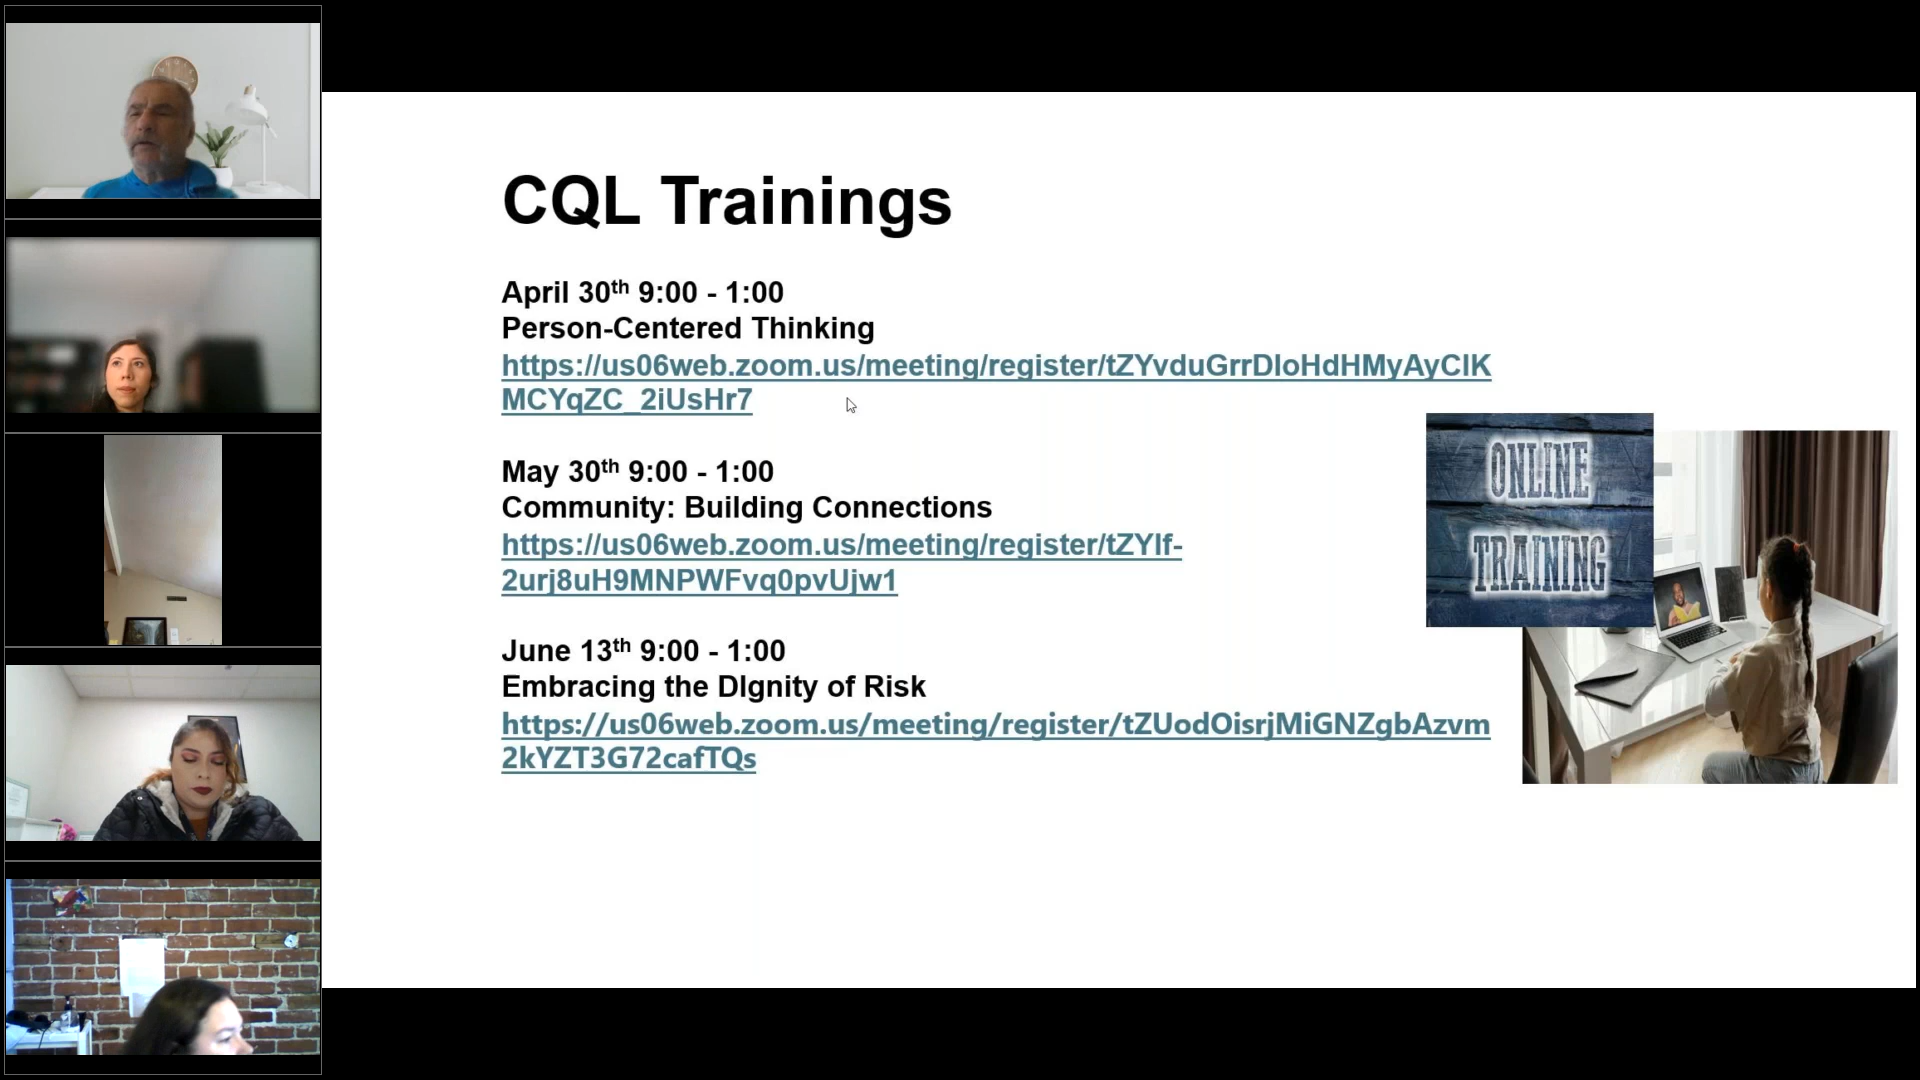 CQL Trainings
April 30th 9:00 - 1:00
Person-Centered Thinking
https://us06web.zoom.us/meeting/register/tZYvduGrrDloHdHMyAyClK
MCYqZC_2iUsHr7
May 30th 9:00 - 1:00
Community: Building Connections
https://us06web.zoom.us/meeting/register/tZYlf-
2urj8uH9MNPWFvq0pvUjw1
June 13th 9:00 - 1:00
Embracing the DIgnity of Risk
https://us06web.zoom.us/meeting/register/tZUodOisrjMiGNZgbAzvm
2kYZT3G72cafTQs
ONLINE
TRAINING